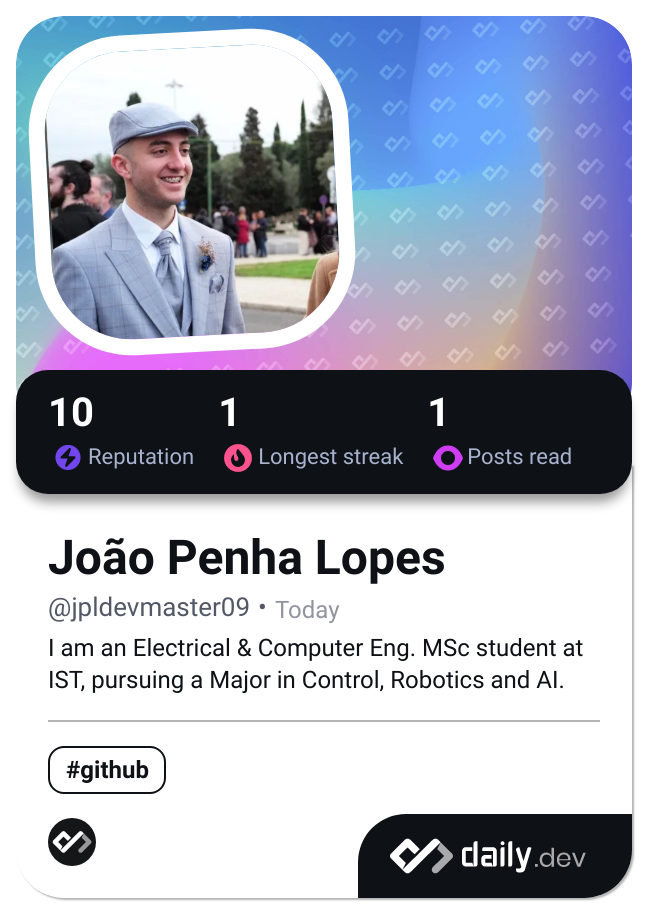 10 1 1
Reputation Longest streak Posts read
João Penha Lopes
@jpldevmaster09 • Today
I am an Electrical & Computer Eng. MSc student at
IST, pursuing a Major in Control, Robotics and AI.
#github
daily.dev